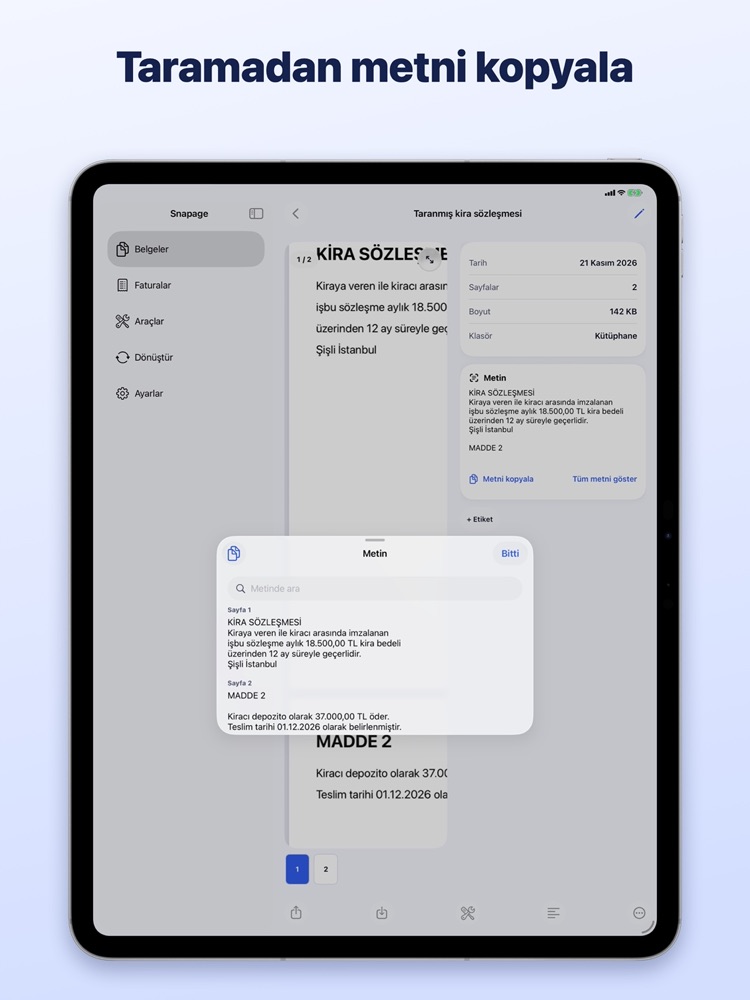 Taramadan metni kopyala
Snapage
Belgeler
Faturalar
Araçlar
Dönüştür
Ayarlar
Taranmış kira sözleşmesi
1 / 2
KİRA SÖZLEŞME
Kiraya veren ile kiracı arasın
işbu sözleşme aylık 18.500
üzerinden 12 ay süreyle geç
Şişli İstanbul
Tarih 21 Kasım 2026
Sayfalar 2
Boyut 142 KB
Klasör Kütüphane
Metin
KİRA SÖZLEŞMESİ
Kiraya veren ile kiracı arasında imzalanan
işbu sözleşme aylık 18.500,00 TL kira bedeli
üzerinden 12 ay süreyle geçerlidir.
Şişli İstanbul
MADDE 2
Metni kopyala Tüm metni göster
+ Etiket
Metin
Bitti
Metinde ara
Sayfa 1
KİRA SÖZLEŞMESİ
Kiraya veren ile kiracı arasında imzalanan
işbu sözleşme aylık 18.500,00 TL kira bedeli
üzerinden 12 ay süreyle geçerlidir.
Şişli İstanbul
Sayfa 2
MADDE 2
Kiracı depozito olarak 37.000,00 TL öder.
Teslim tarihi 01.12.2026 olarak belirlenmiştir.
MADDE 2
Kiracı depozito olarak 37.00
Teslim tarihi 01.12.2026 ola
1 2